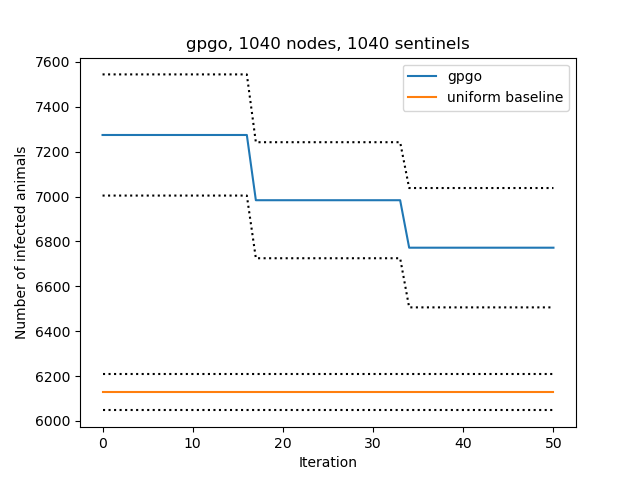 gpgo, 1040 nodes, 1040 sentinels
gpgo
uniform baseline
Number of infected animals
7600
7400
7200
7000
6800
6600
6400
6200
6000
0 10 20 30 40 50
Iteration